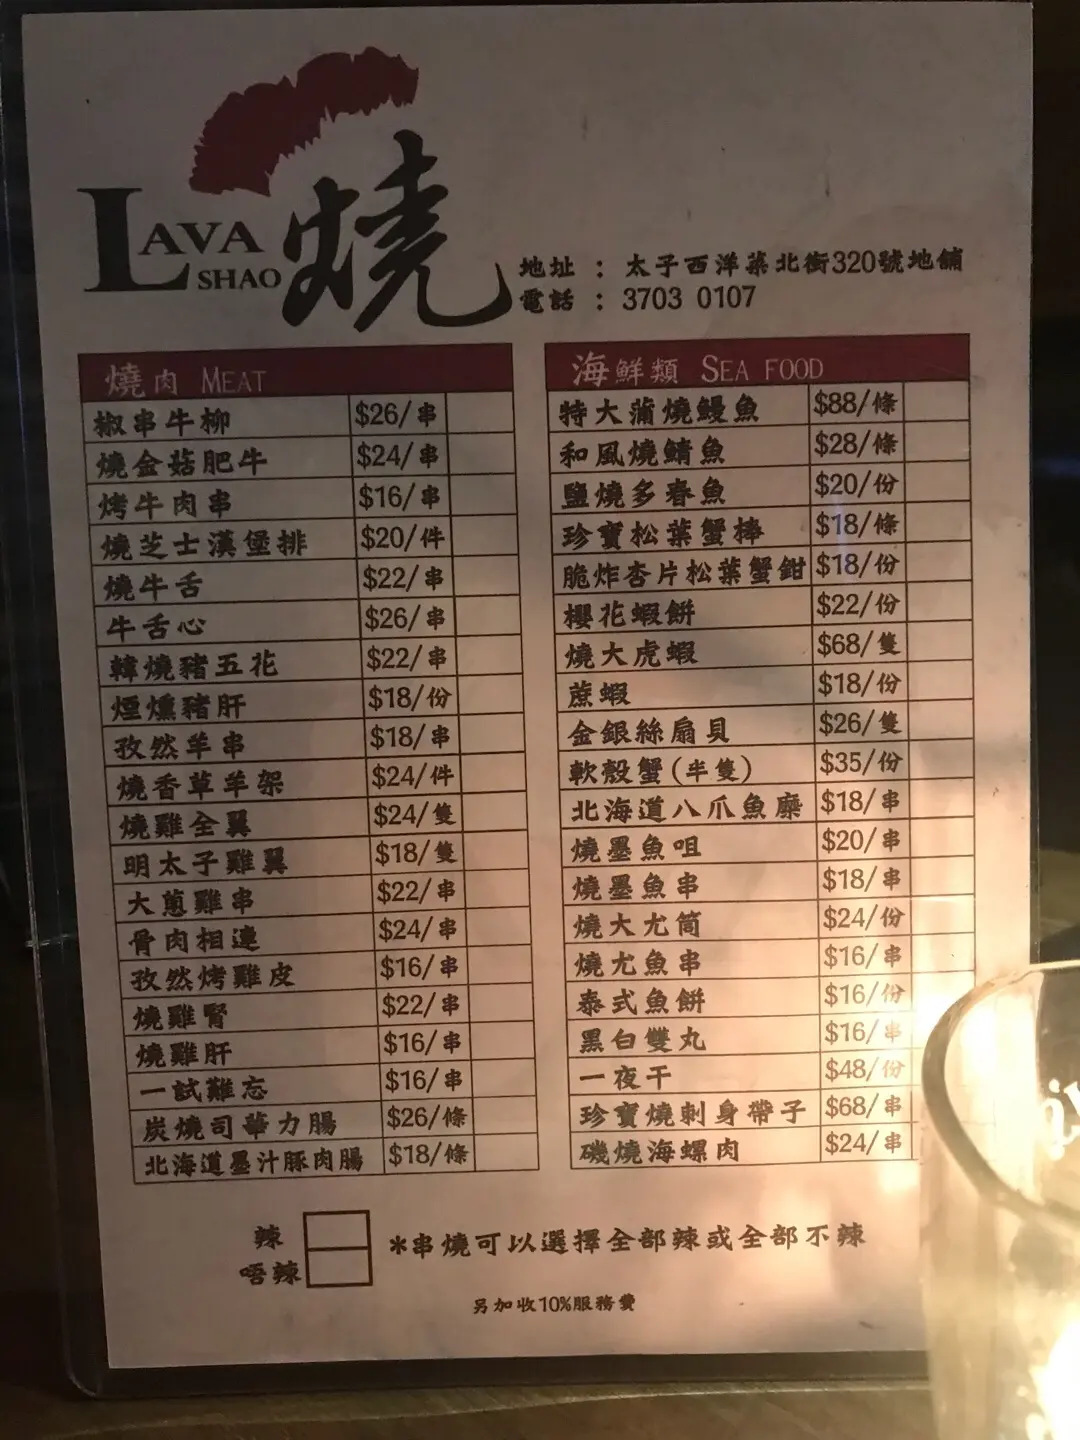 LAVA
SHAO
燒
地址 : 太子西洋菜北街320號地舖
電話 : 3703 0107
燒肉 MEAT
椒串牛柳 $26/串
燒金菇肥牛 $24/串
烤牛肉串 $16/串
燒芝士漢堡排 $20/件
燒牛舌 $22/串
牛舌心 $26/串
韓燒豬五花 $22/串
煙燻豬肝 $18/份
孜然羊串 $18/串
燒香草羊架 $24/件
燒雞全翼 $24/隻
明太子雞翼 $18/隻
大蔥雞串 $22/串
骨肉相連 $24/串
孜然烤雞皮 $16/串
燒雞腎 $22/串
燒雞肝 $16/串
一試難忘 $16/串
炭燒司華力腸 $26/條
北海道墨汁豚肉腸 $18/條
海鮮類 SEA FOOD
特大蒲燒鰻魚 $88/條
和風燒鯖魚 $28/條
鹽燒多春魚 $20/份
珍寶松葉蟹棒 $18/條
脆炸杏片松葉蟹鉗 $18/份
櫻花蝦餅 $22/份
燒大虎蝦 $68/隻
蔗蝦 $18/份
金銀絲扇貝 $26/隻
軟殼蟹(半隻) $35/份
北海道八爪魚糜 $18/串
燒墨魚咀 $20/串
燒墨魚串 $18/串
燒大尤筒 $24/份
燒尤魚串 $16/串
泰式魚餅 $16/份
黑白雙丸 $16/串
一夜干 $48/份
珍寶燒刺身帶子 $68/串
磯燒海螺肉 $24/串
辣
唔辣
*串燒可以選擇全部辣或全部不辣
另加收10%服務費